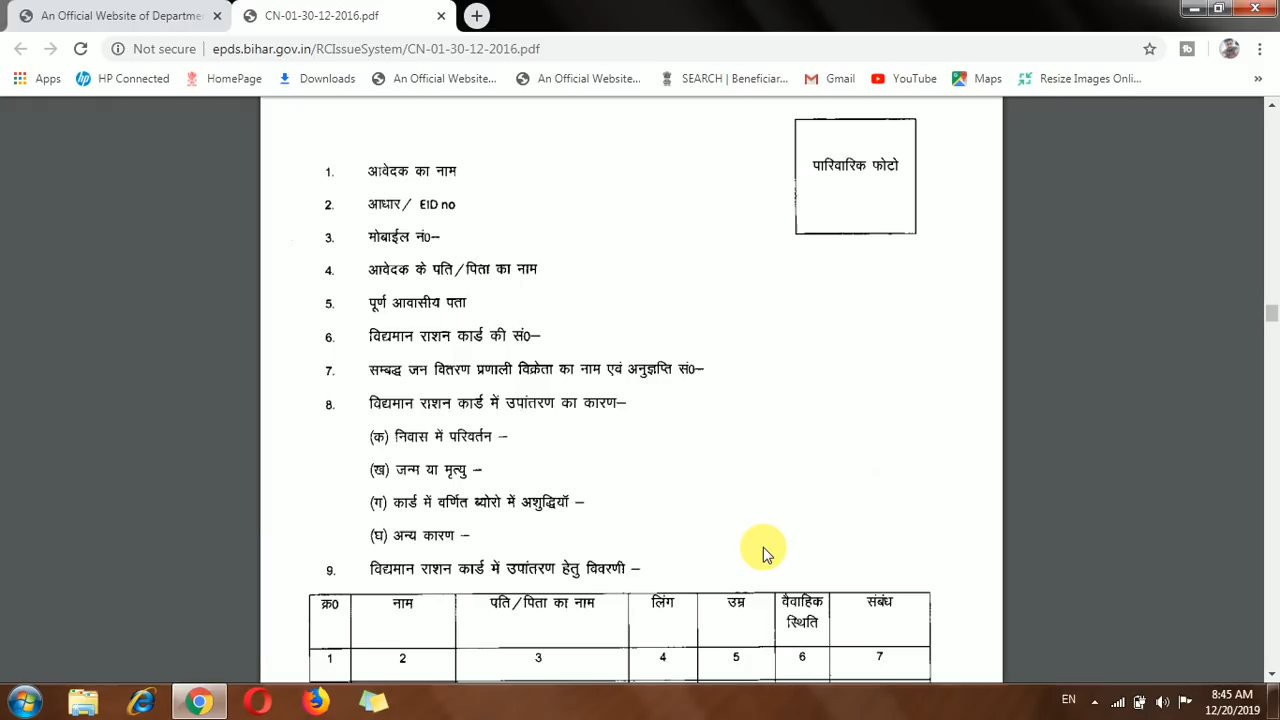 An Official Website of Departme
CN-01-30-12-2016.pdf
Not secure
epds.bihar.gov.in/RCIssueSystem/CN-01-30-12-2016.pdf
Apps
HP Connected
HomePage
Downloads
An Official Website...
An Official Website...
SEARCH | Beneficiar...
Gmail
YouTube
Maps
Resize Images Onli...
»
पारिवारिक फोटो
1. आवेदक का नाम
2. आधार/ EID no
3. मोबाईल नं0–
4. आवेदक के पति/पिता का नाम
5. पूर्ण आवासीय पता
6. विद्यमान राशन कार्ड की सं0–
7. सम्बद्ध जन वितरण प्रणाली विक्रेता का नाम एवं अनुज्ञप्ति सं0–
8. विद्यमान राशन कार्ड में उपांतरण का कारण–
(क) निवास में परिवर्तन –
(ख) जन्म या मृत्यु –
(ग) कार्ड में वर्णित ब्योरो में अशुद्धियॉ –
(घ) अन्य कारण –
9. विद्यमान राशन कार्ड में उपांतरण हेतु विवरणी –
क्र0 नाम पति/पिता का नाम लिंग उम्र वैवाहिक स्थिति संबंध
1 2 3 4 5 6 7
EN
8:45 AM
12/20/2019